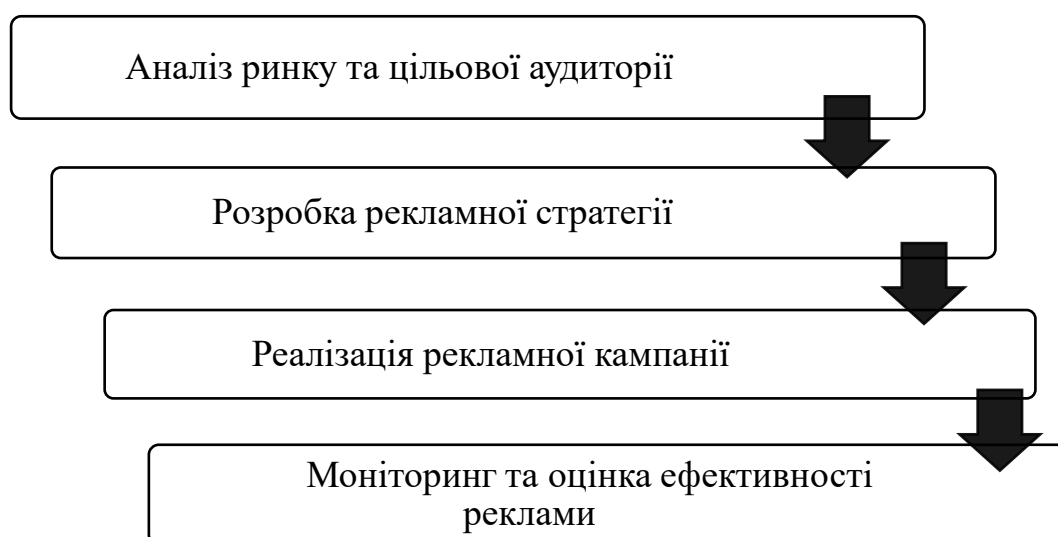 Аналіз ринку та цільової аудиторії
Розробка рекламної стратегії
Реалізація рекламної кампанії
Моніторинг та оцінка ефективності
реклами